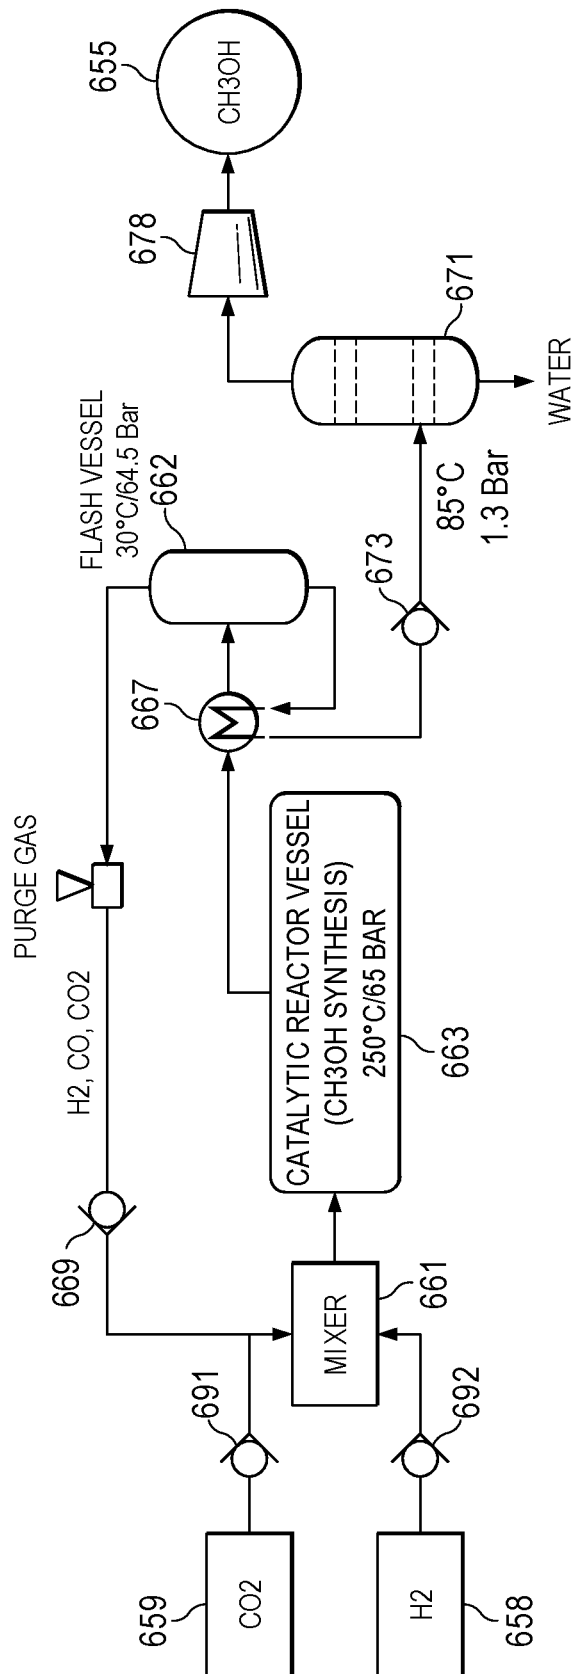 659
CO2
691
669
H2, CO, CO2
PURGE GAS
FLASH VESSEL
30°C/64.5 Bar
662
667
678
655
CH3OH
MIXER
661
CATALYTIC REACTOR VESSEL
(CH3OH SYNTHESIS)
250°C/65 BAR
663
673
85°C
1.3 Bar
671
WATER
H2
658
692